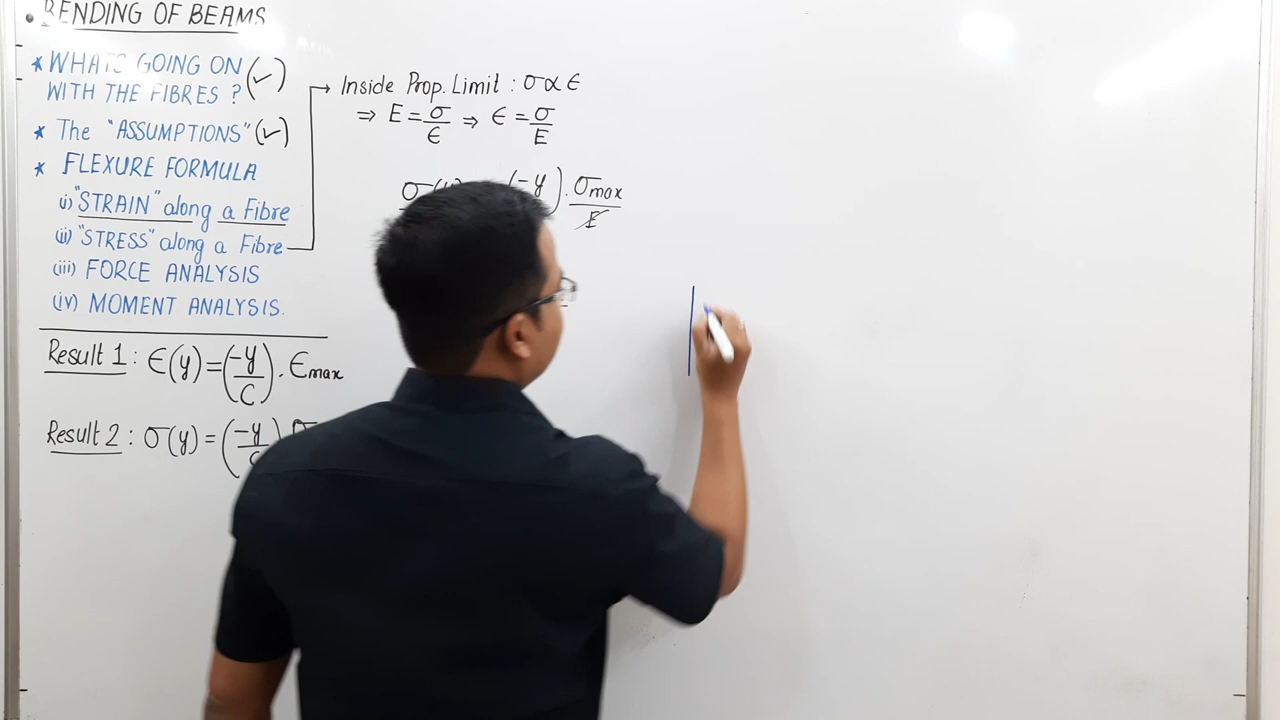 • BENDING OF BEAMS
* WHATS GOING ON (✓)
WITH THE FIBRES ?
* The "ASSUMPTIONS" (✓)
* FLEXURE FORMULA
i) "STRAIN" along a Fibre
(ii) "STRESS" along a Fibre
(iii) FORCE ANALYSIS
(iv) MOMENT ANALYSIS.
Result 1 : ϵ(y) = (-y/C) . ϵmax
Result 2 : σ(y) = (-y/C) σ
→ Inside Prop. Limit : σ ∝ ϵ
⇒ E = σ/ϵ ⇒ ϵ = σ/E
(-y) . σmax/E